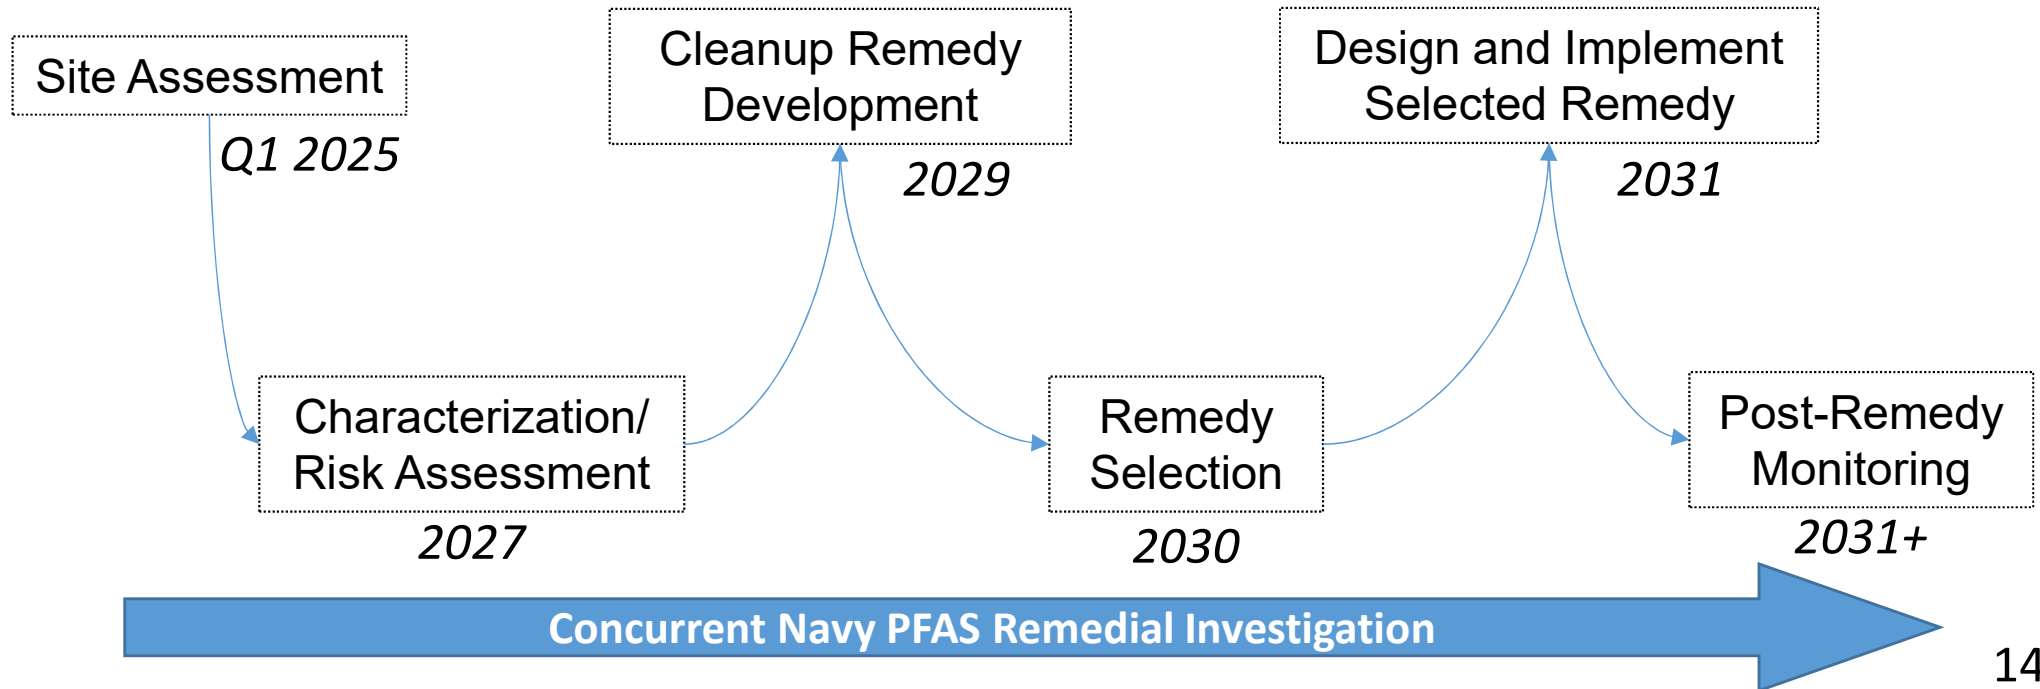 Site Assessment
Q1 2025
Characterization/
Risk Assessment
2027
Cleanup Remedy
Development
2029
Remedy
Selection
2030
Design and Implement
Selected Remedy
2031
Post-Remedy
Monitoring
2031+
Concurrent Navy PFAS Remedial Investigation
14